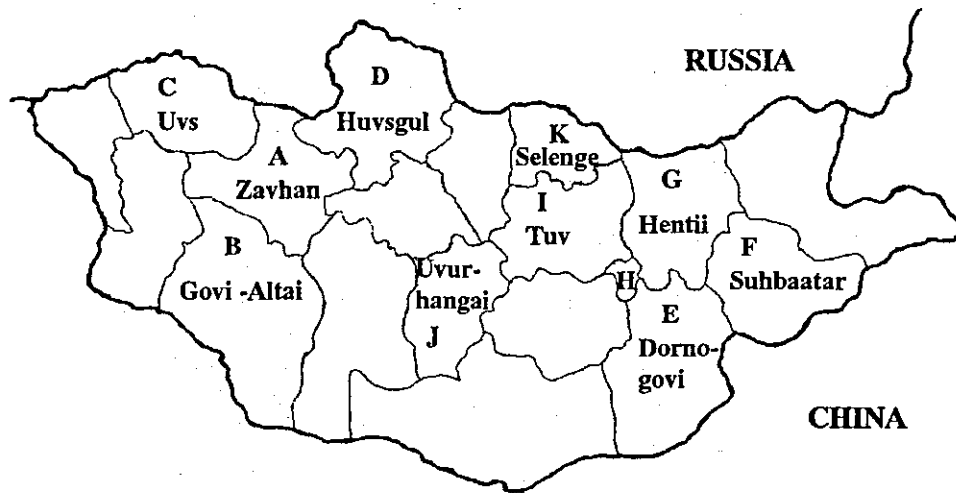 RUSSIA
C
Uvs
D
Huvsgul
K
Selenge
A
Zavhan
G
Hentii
I
Tuv
B
Govi -Altai
F
Suhbaatar
Uvur-
hangai
J
H
E
Dorno-
govi
CHINA